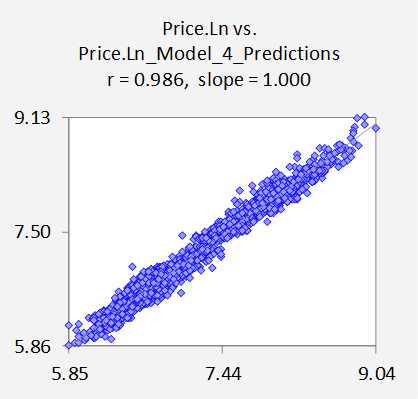 Price.Ln vs.
Price.Ln_Model_4_Predictions
r = 0.986, slope = 1.000
9.13
7.50
5.86
5.85 7.44 9.04